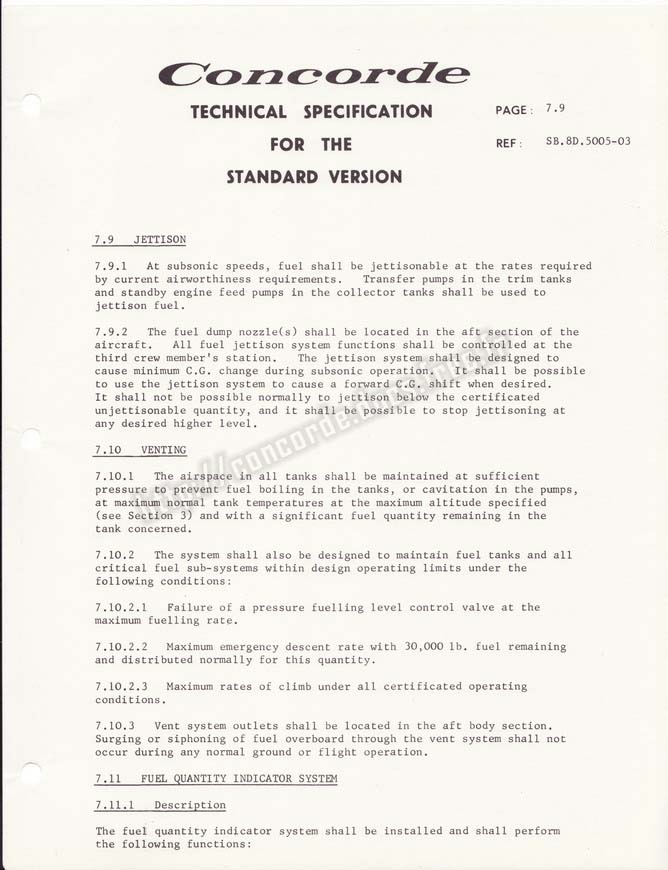 Concorde
TECHNICAL SPECIFICATION
FOR THE
STANDARD VERSION
PAGE: 7.9
REF: SB.8D.5005-03
7.9 JETTISON
7.9.1 At subsonic speeds, fuel shall be jettisonable at the rates required
by current airworthiness requirements. Transfer pumps in the trim tanks
and standby engine feed pumps in the collector tanks shall be used to
jettison fuel.
7.9.2 The fuel dump nozzle(s) shall be located in the aft section of the
aircraft. All fuel jettison system functions shall be controlled at the
third crew member's station. The jettison system shall be designed to
cause minimum C.G. change during subsonic operation. It shall be possible
to use the jettison system to cause a forward C.G. shift when desired.
It shall not be possible normally to jettison below the certificated
unjettisonable quantity, and it shall be possible to stop jettisoning at
any desired higher level.
7.10 VENTING
7.10.1 The airspace in all tanks shall be maintained at sufficient
pressure to prevent fuel boiling in the tanks, or cavitation in the pumps,
at maximum normal tank temperatures at the maximum altitude specified
(see Section 3) and with a significant fuel quantity remaining in the
tank concerned.
7.10.2 The system shall also be designed to maintain fuel tanks and all
critical fuel sub-systems within design operating limits under the
following conditions:
7.10.2.1 Failure of a pressure fuelling level control valve at the
maximum fuelling rate.
7.10.2.2 Maximum emergency descent rate with 30,000 lb. fuel remaining
and distributed normally for this quantity.
7.10.2.3 Maximum rates of climb under all certificated operating
conditions.
7.10.3 Vent system outlets shall be located in the aft body section.
Surging or siphoning of fuel overboard through the vent system shall not
occur during any normal ground or flight operation.
7.11 FUEL QUANTITY INDICATOR SYSTEM
7.11.1 Description
The fuel quantity indicator system shall be installed and shall perform
the following functions: